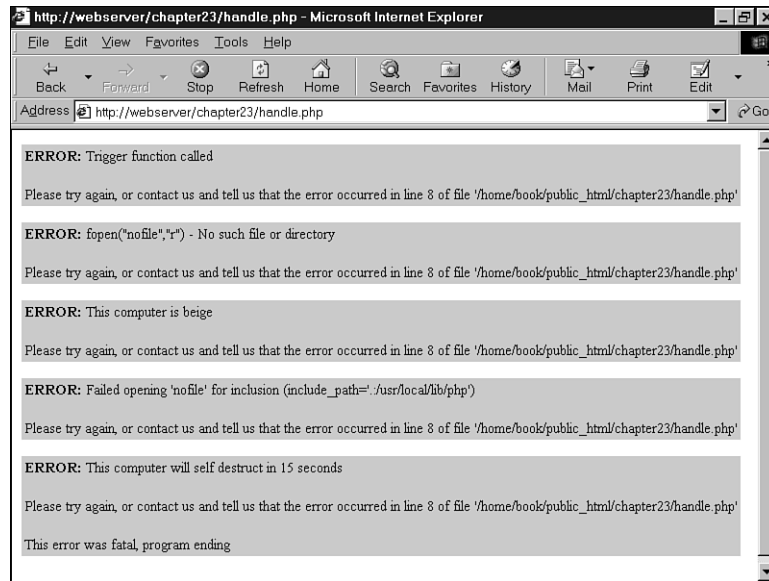 http://webserver/chapter23/handle.php - Microsoft Internet Explorer
File Edit View Favorites Tools Help
Back Forward Stop Refresh Home Search Favorites History Mail Print Edit
Address http://webserver/chapter23/handle.php Go
ERROR: Trigger function called
Please try again, or contact us and tell us that the error occurred in line 8 of file '/home/book/public_html/chapter23/handle.php'
ERROR: fopen("nofile","r") - No such file or directory
Please try again, or contact us and tell us that the error occurred in line 8 of file '/home/book/public_html/chapter23/handle.php'
ERROR: This computer is beige
Please try again, or contact us and tell us that the error occurred in line 8 of file '/home/book/public_html/chapter23/handle.php'
ERROR: Failed opening 'nofile' for inclusion (include_path='.:/usr/local/lib/php')
Please try again, or contact us and tell us that the error occurred in line 8 of file '/home/book/public_html/chapter23/handle.php'
ERROR: This computer will self destruct in 15 seconds
Please try again, or contact us and tell us that the error occurred in line 8 of file '/home/book/public_html/chapter23/handle.php'
This error was fatal, program ending